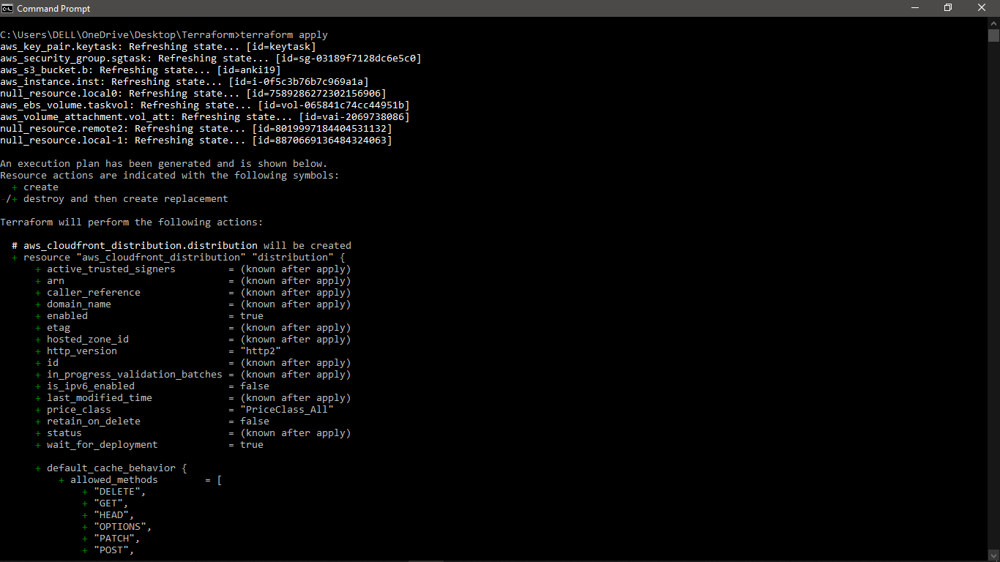 Command Prompt
C:\Users\DELL\OneDrive\Desktop\Terraform>terraform apply
aws_key_pair.keytask: Refreshing state... [id=keytask]
aws_security_group.sgtask: Refreshing state... [id=sg-03189f7128dc6e5c0]
aws_s3_bucket.b: Refreshing state... [id=anki19]
aws_instance.inst: Refreshing state... [id=i-0f5c3b76b7c969a1a]
null_resource.local0: Refreshing state... [id=7589286272302156906]
aws_ebs_volume.taskvol: Refreshing state... [id=vol-065841c74cc44951b]
aws_volume_attachment.vol_att: Refreshing state... [id=vai-2069738086]
null_resource.remote2: Refreshing state... [id=8019997184404531132]
null_resource.local-1: Refreshing state... [id=8870669136484324063]

An execution plan has been generated and is shown below.
Resource actions are indicated with the following symbols:
  + create
-/+ destroy and then create replacement

Terraform will perform the following actions:

  # aws_cloudfront_distribution.distribution will be created
  + resource "aws_cloudfront_distribution" "distribution" {
      + active_trusted_signers         = (known after apply)
      + arn                            = (known after apply)
      + caller_reference               = (known after apply)
      + domain_name                    = (known after apply)
      + enabled                        = true
      + etag                           = (known after apply)
      + hosted_zone_id                 = (known after apply)
      + http_version                   = "http2"
      + id                             = (known after apply)
      + in_progress_validation_batches = (known after apply)
      + is_ipv6_enabled                = false
      + last_modified_time             = (known after apply)
      + price_class                    = "PriceClass_All"
      + retain_on_delete               = false
      + status                         = (known after apply)
      + wait_for_deployment            = true

      + default_cache_behavior {
          + allowed_methods        = [
              + "DELETE",
              + "GET",
              + "HEAD",
              + "OPTIONS",
              + "PATCH",
              + "POST",